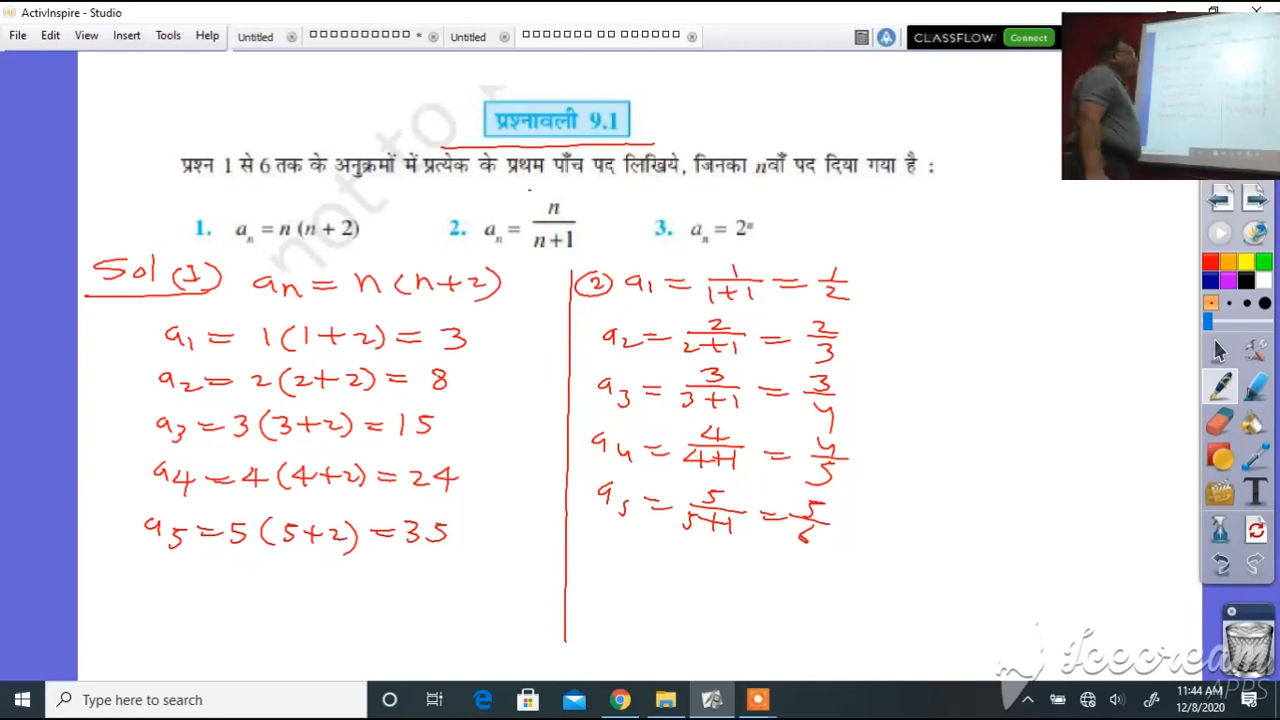 ActivInspire - Studio
File Edit View Insert Tools Help
Untitled
Untitled
CLASSFLOW Connect
not to
प्रश्नावली 9.1
प्रश्न 1 से 6 तक के अनुक्रमों में प्रत्येक के प्रथम पाँच पद लिखिये, जिनका nवाँ पद दिया गया है :
1. aₙ = n (n + 2) 2. aₙ = n/(n+1) 3. aₙ = 2ⁿ
Sol (1) aₙ = n(n+2)
a₁ = 1(1+2) = 3
a₂ = 2(2+2) = 8
a₃ = 3(3+2) = 15
a₄ = 4(4+2) = 24
a₅ = 5(5+2) = 35
(2) a₁ = 1/(1+1) = 1/2
a₂ = 2/(2+1) = 2/3
a₃ = 3/(3+1) = 3/4
a₄ = 4/(4+1) = 4/5
a₅ = 5/(5+1) = 5/6
Icecream
APPS
Type here to search
11:44 AM
12/8/2020